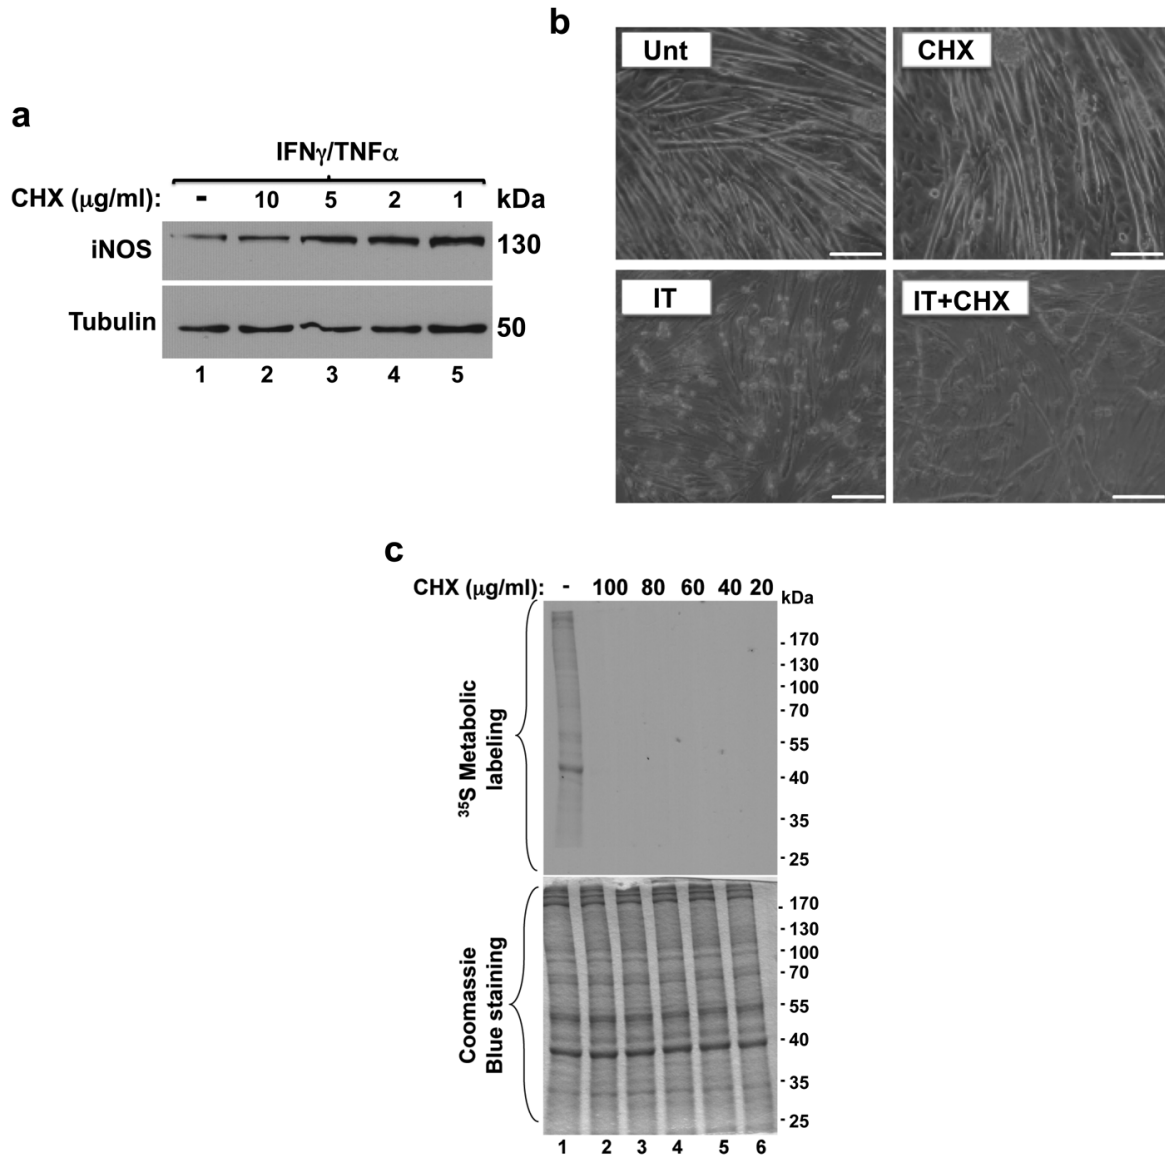 a
IFNγ/TNFα
CHX (μg/ml): - 10 5 2 1 kDa
iNOS 130
Tubulin 50
1 2 3 4 5
b
Unt
CHX
IT
IT+CHX
c
CHX (μg/ml): - 100 80 60 40 20 kDa
³⁵S Metabolic
labeling
- 170
- 130
- 100
- 70
- 55
- 40
- 35
- 25
Coomassie
Blue staining
- 170
- 130
- 100
- 70
- 55
- 40
- 35
- 25
1 2 3 4 5 6